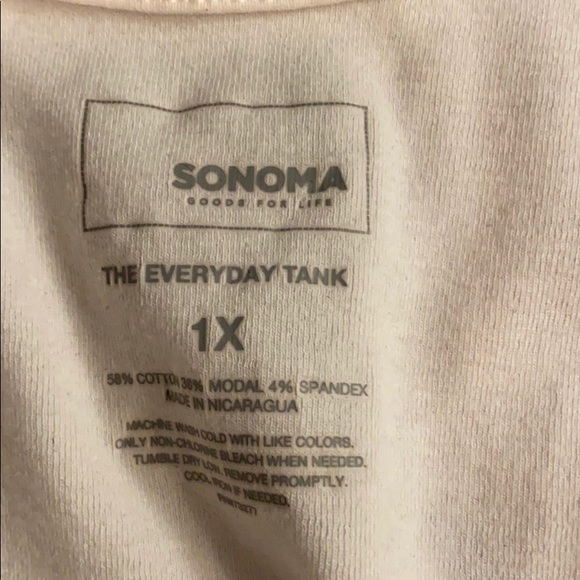 SONOMA
GOODS FOR LIFE
THE EVERYDAY TANK
1X
58% COTTON 38% MODAL 4% SPANDEX
MADE IN NICARAGUA
MACHINE WASH COLD WITH LIKE COLORS.
ONLY NON-CHLORINE BLEACH WHEN NEEDED.
TUMBLE DRY LOW. REMOVE PROMPTLY.
COOL IRON IF NEEDED.